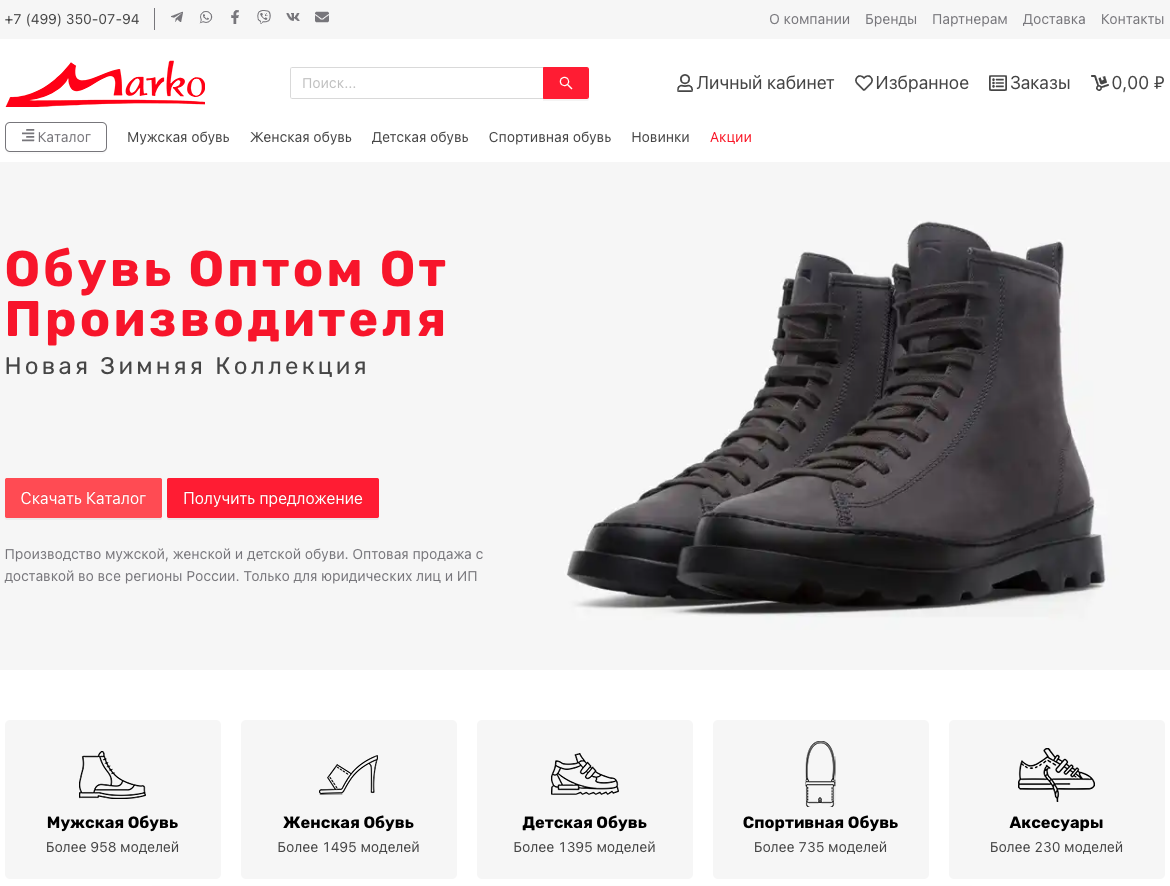 +7 (499) 350-07-94
О компании Бренды Партнерам Доставка Контакты
Marko
Поиск...
Личный кабинет Избранное Заказы 0,00 ₽
Каталог Мужская обувь Женская обувь Детская обувь Спортивная обувь Новинки Акции
Обувь Оптом От
Производителя
Новая Зимняя Коллекция
Скачать Каталог Получить предложение
Производство мужской, женской и детской обуви. Оптовая продажа с
доставкой во все регионы России. Только для юридических лиц и ИП
Мужская Обувь
Более 958 моделей
Женская Обувь
Более 1495 моделей
Детская Обувь
Более 1395 моделей
Спортивная Обувь
Более 735 моделей
Аксесуары
Более 230 моделей